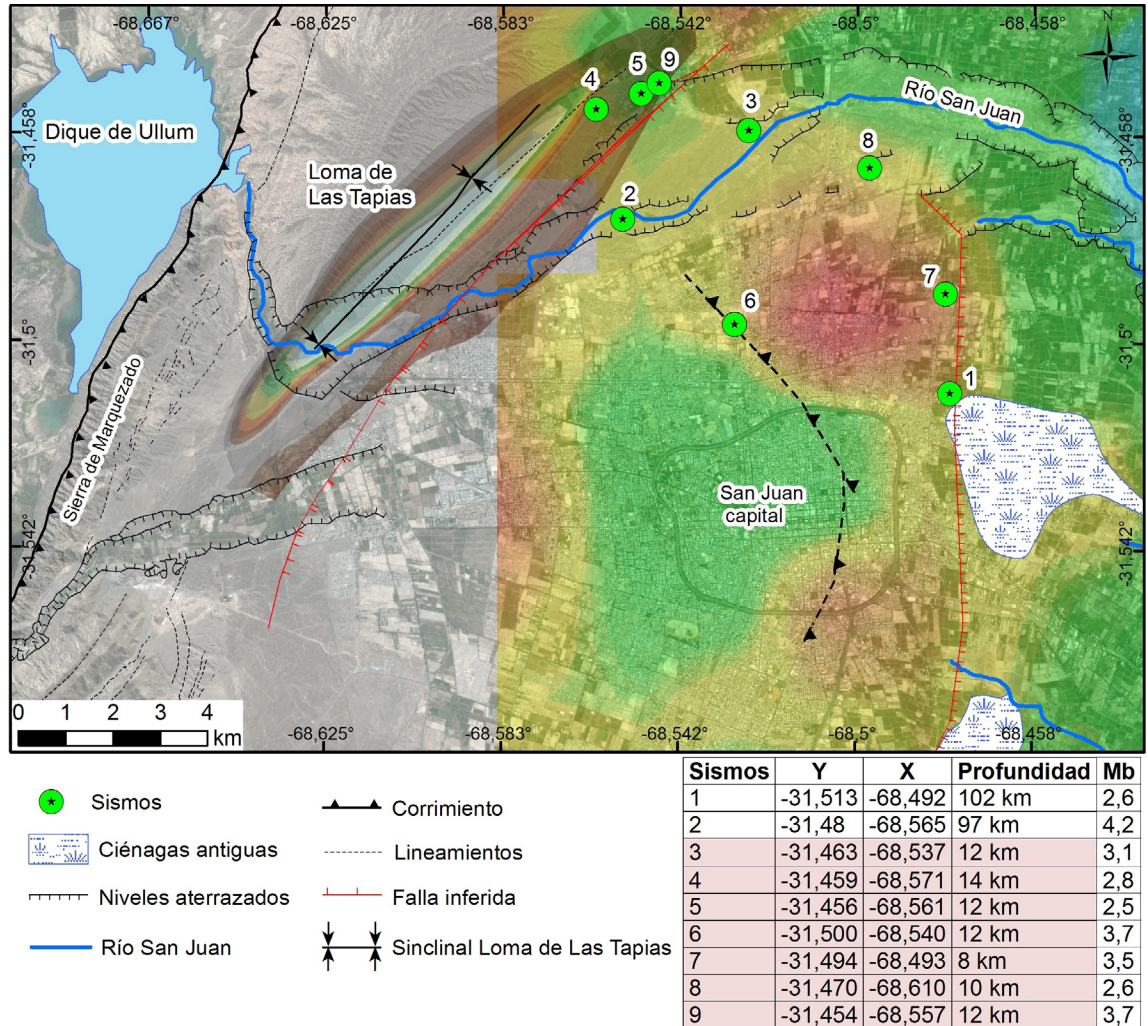 -68,667° -68,625° -68,583° -68,542° -68,5° -68,458°
N
4 5 9
3
Río San Juan
Dique de Ullum
-31,458° -31,458°
8
Loma de
Las Tapias
2
7
6
-31,5° -31,5°
1
Sierra de Marquezado
San Juan
capital
-31,542° -31,542°
0 1 2 3 4
km
-68,625° -68,583° -68,542° -68,5° -68,458°
Sismos
Corrimiento
Ciénagas antiguas
Lineamientos
Niveles aterrazados
Falla inferida
Río San Juan
Sinclinal Loma de Las Tapias
Sismos Y X Profundidad Mb
1 -31,513 -68,492 102 km 2,6
2 -31,48 -68,565 97 km 4,2
3 -31,463 -68,537 12 km 3,1
4 -31,459 -68,571 14 km 2,8
5 -31,456 -68,561 12 km 2,5
6 -31,500 -68,540 12 km 3,7
7 -31,494 -68,493 8 km 3,5
8 -31,470 -68,610 10 km 2,6
9 -31,454 -68,557 12 km 3,7